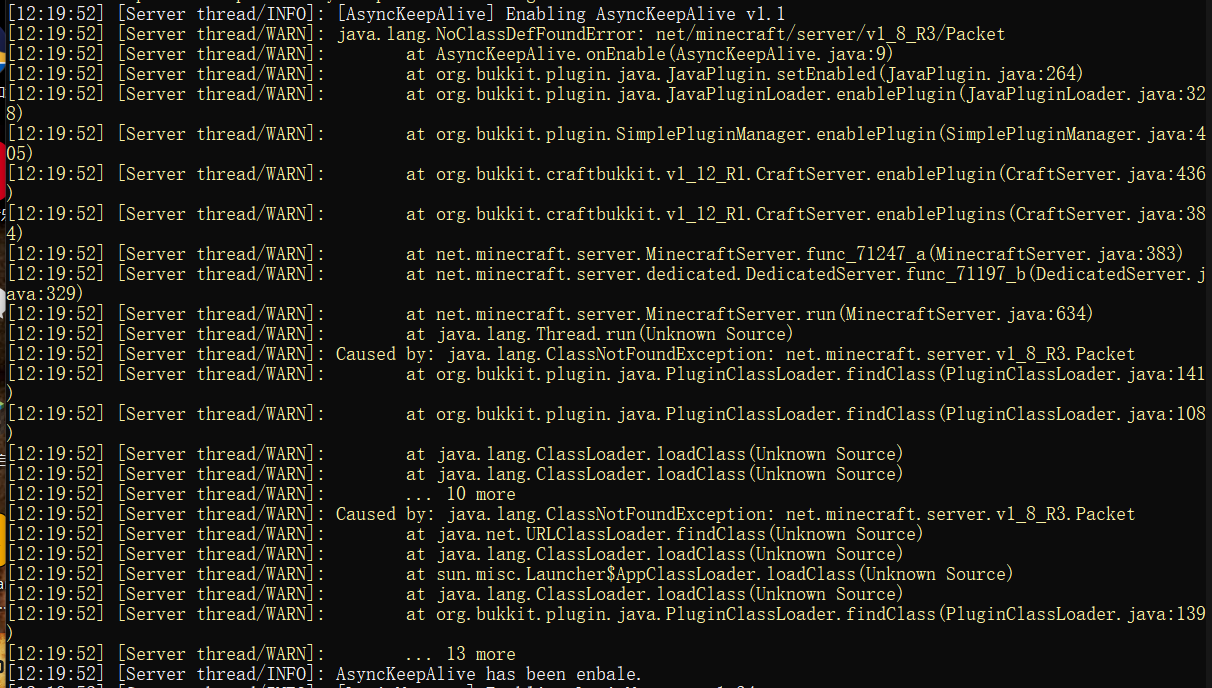 [12:19:52] [Server thread/INFO]: [AsyncKeepAlive] Enabling AsyncKeepAlive v1.1
[12:19:52] [Server thread/WARN]: java.lang.NoClassDefFoundError: net/minecraft/server/v1_8_R3/Packet
[12:19:52] [Server thread/WARN]:        at AsyncKeepAlive.onEnable(AsyncKeepAlive.java:9)
[12:19:52] [Server thread/WARN]:        at org.bukkit.plugin.java.JavaPlugin.setEnabled(JavaPlugin.java:264)
[12:19:52] [Server thread/WARN]:        at org.bukkit.plugin.java.JavaPluginLoader.enablePlugin(JavaPluginLoader.java:32
8)
[12:19:52] [Server thread/WARN]:        at org.bukkit.plugin.SimplePluginManager.enablePlugin(SimplePluginManager.java:4
05)
[12:19:52] [Server thread/WARN]:        at org.bukkit.craftbukkit.v1_12_R1.CraftServer.enablePlugin(CraftServer.java:436
)
[12:19:52] [Server thread/WARN]:        at org.bukkit.craftbukkit.v1_12_R1.CraftServer.enablePlugins(CraftServer.java:38
4)
[12:19:52] [Server thread/WARN]:        at net.minecraft.server.MinecraftServer.func_71247_a(MinecraftServer.java:383)
[12:19:52] [Server thread/WARN]:        at net.minecraft.server.dedicated.DedicatedServer.func_71197_b(DedicatedServer.j
ava:329)
[12:19:52] [Server thread/WARN]:        at net.minecraft.server.MinecraftServer.run(MinecraftServer.java:634)
[12:19:52] [Server thread/WARN]:        at java.lang.Thread.run(Unknown Source)
[12:19:52] [Server thread/WARN]: Caused by: java.lang.ClassNotFoundException: net.minecraft.server.v1_8_R3.Packet
[12:19:52] [Server thread/WARN]:        at org.bukkit.plugin.java.PluginClassLoader.findClass(PluginClassLoader.java:141
)
[12:19:52] [Server thread/WARN]:        at org.bukkit.plugin.java.PluginClassLoader.findClass(PluginClassLoader.java:108
)
[12:19:52] [Server thread/WARN]:        at java.lang.ClassLoader.loadClass(Unknown Source)
[12:19:52] [Server thread/WARN]:        at java.lang.ClassLoader.loadClass(Unknown Source)
[12:19:52] [Server thread/WARN]:        ... 10 more
[12:19:52] [Server thread/WARN]: Caused by: java.lang.ClassNotFoundException: net.minecraft.server.v1_8_R3.Packet
[12:19:52] [Server thread/WARN]:        at java.net.URLClassLoader.findClass(Unknown Source)
[12:19:52] [Server thread/WARN]:        at java.lang.ClassLoader.loadClass(Unknown Source)
[12:19:52] [Server thread/WARN]:        at sun.misc.Launcher$AppClassLoader.loadClass(Unknown Source)
[12:19:52] [Server thread/WARN]:        at java.lang.ClassLoader.loadClass(Unknown Source)
[12:19:52] [Server thread/WARN]:        at org.bukkit.plugin.java.PluginClassLoader.findClass(PluginClassLoader.java:139
)
[12:19:52] [Server thread/WARN]:        ... 13 more
[12:19:52] [Server thread/INFO]: AsyncKeepAlive has been enbale.